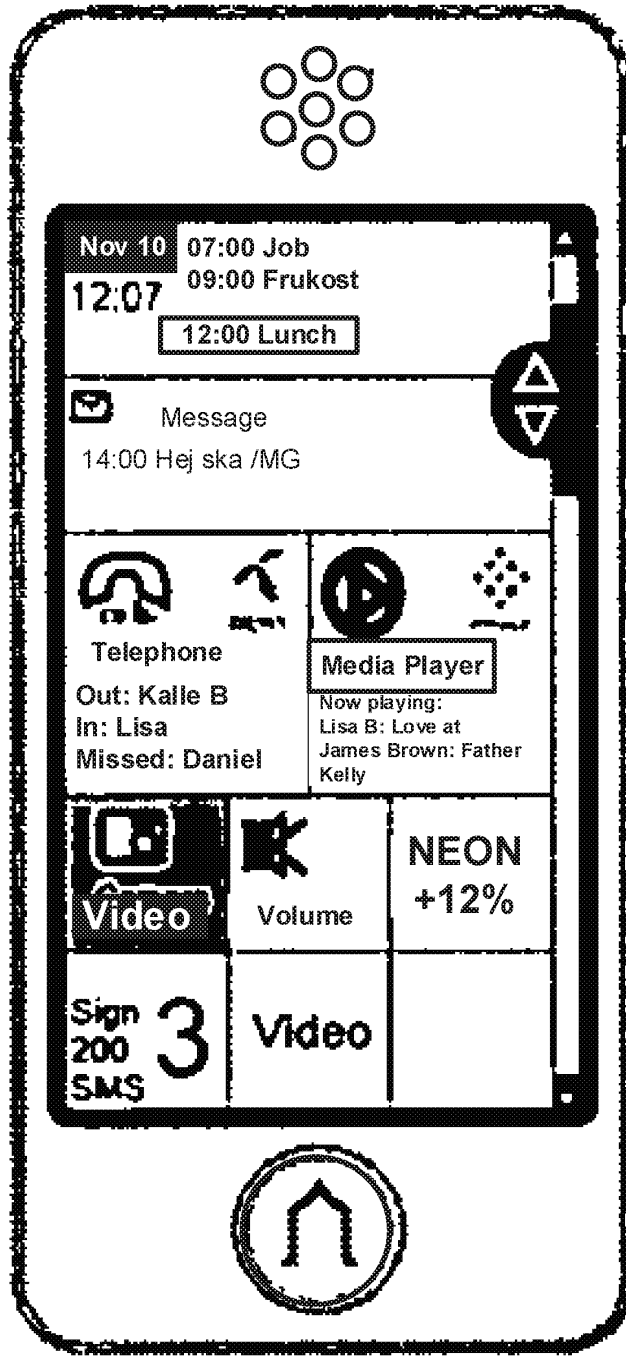 Nov 10
07:00 Job
09:00 Frukost
12:07
12:00 Lunch
Message
14:00 Hej ska /MG
Telephone
Out: Kalle B
In: Lisa
Missed: Daniel
Media Player
Now playing:
Lisa B: Love at
James Brown: Father
Kelly
Video
Volume
NEON
+12%
Sign
200
SMS
3
Video